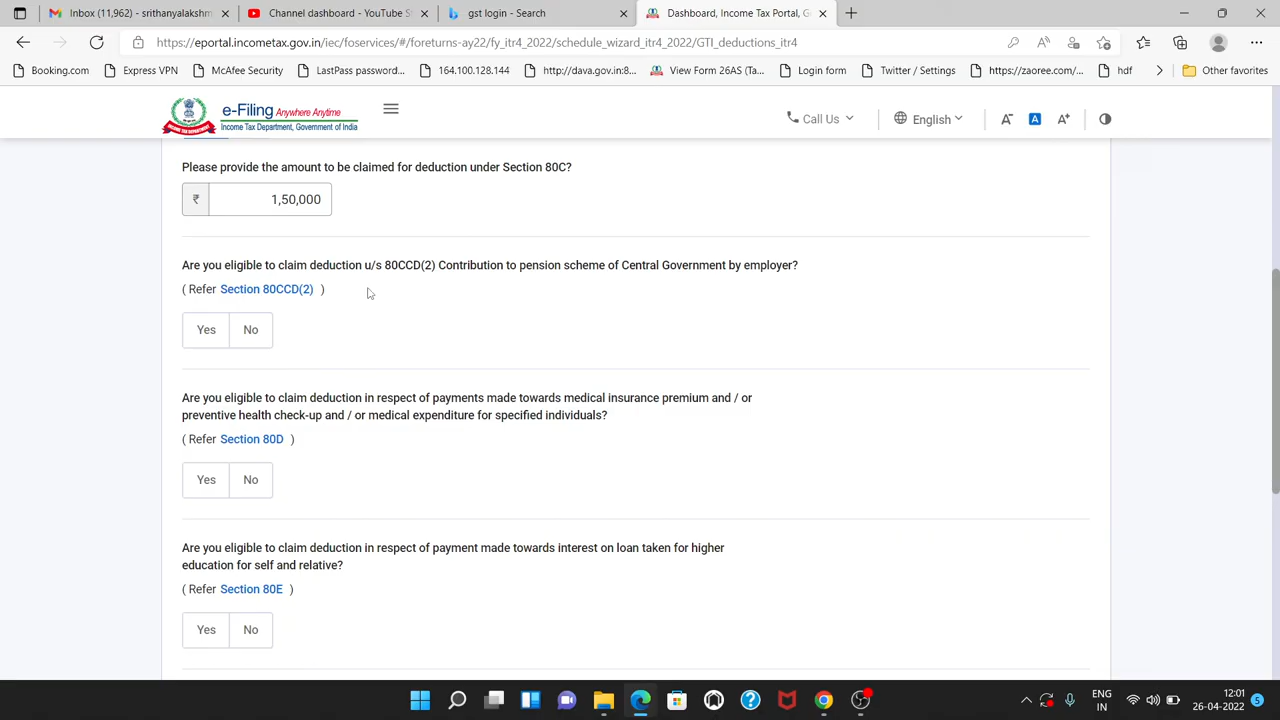 Inbox (11,962) - srithanyalakshm
Channel dashboard - YouTube S
gst login - Search
Dashboard, Income Tax Portal, G
https://eportal.incometax.gov.in/iec/foservices/#/foreturns-ay22/fy_itr4_2022/schedule_wizard_itr4_2022/GTI_deductions_itr4
Booking.com
Express VPN
McAfee Security
LastPass password...
164.100.128.144
http://dava.gov.in:8...
View Form 26AS (Ta...
Login form
Twitter / Settings
https://zaoree.com/...
hdf
Other favorites
e-Filing Anywhere Anytime
Income Tax Department, Government of India
Call Us
English
A
A
A
Please provide the amount to be claimed for deduction under Section 80C?
₹ 1,50,000
Are you eligible to claim deduction u/s 80CCD(2) Contribution to pension scheme of Central Government by employer?
( Refer Section 80CCD(2) )
Yes No
Are you eligible to claim deduction in respect of payments made towards medical insurance premium and / or
preventive health check-up and / or medical expenditure for specified individuals?
( Refer Section 80D )
Yes No
Are you eligible to claim deduction in respect of payment made towards interest on loan taken for higher
education for self and relative?
( Refer Section 80E )
Yes No
ENG
IN
12:01
26-04-2022
5